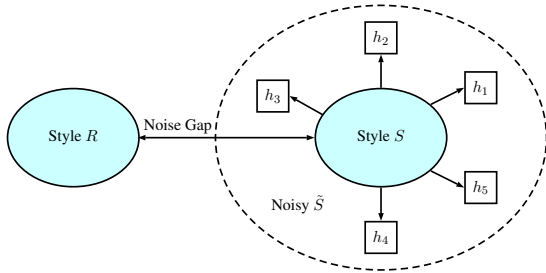 h₂
h₁
h₃
Noise Gap
Style R
Style S
h₅
Noisy S̃
h₄